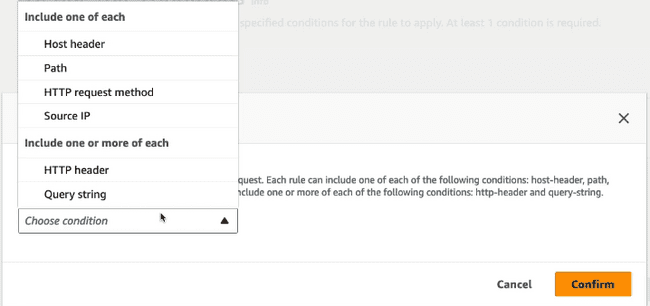 Include one of each
specified conditions for the rule to apply. At least 1 condition is required.
Host header
Path
HTTP request method
Source IP
Include one or more of each
HTTP header
quest. Each rule can include one of each of the following conditions: host-header, path,
Query string
nclude one or more of each of the following conditions: http-header and query-string.
Choose condition
Cancel
Confirm